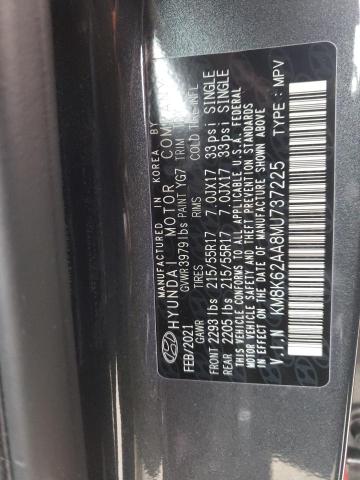 MANUFACTURED IN KOREA BY
HYUNDAI MOTOR COMPANY
FEB/2021 GVWR 3979 lbs PAINT YG7 TRIM
GAWR TIRES RIMS COLD TIRE INFL
FRONT 2293 lbs 215/55R17 7.0JX17 33 psi SINGLE
REAR 2205 lbs 215/55R17 7.0JX17 33 psi SINGLE
THIS VEHICLE CONFORMS TO ALL APPLICABLE U.S.A. FEDERAL
MOTOR VEHICLE SAFETY, BUMPER, AND THEFT PREVENTION
STANDARDS IN EFFECT ON THE DATE OF MANUFACTURE SHOWN ABOVE.
V.I.N : KM8K62AA8MU737225 TYPE : MPV